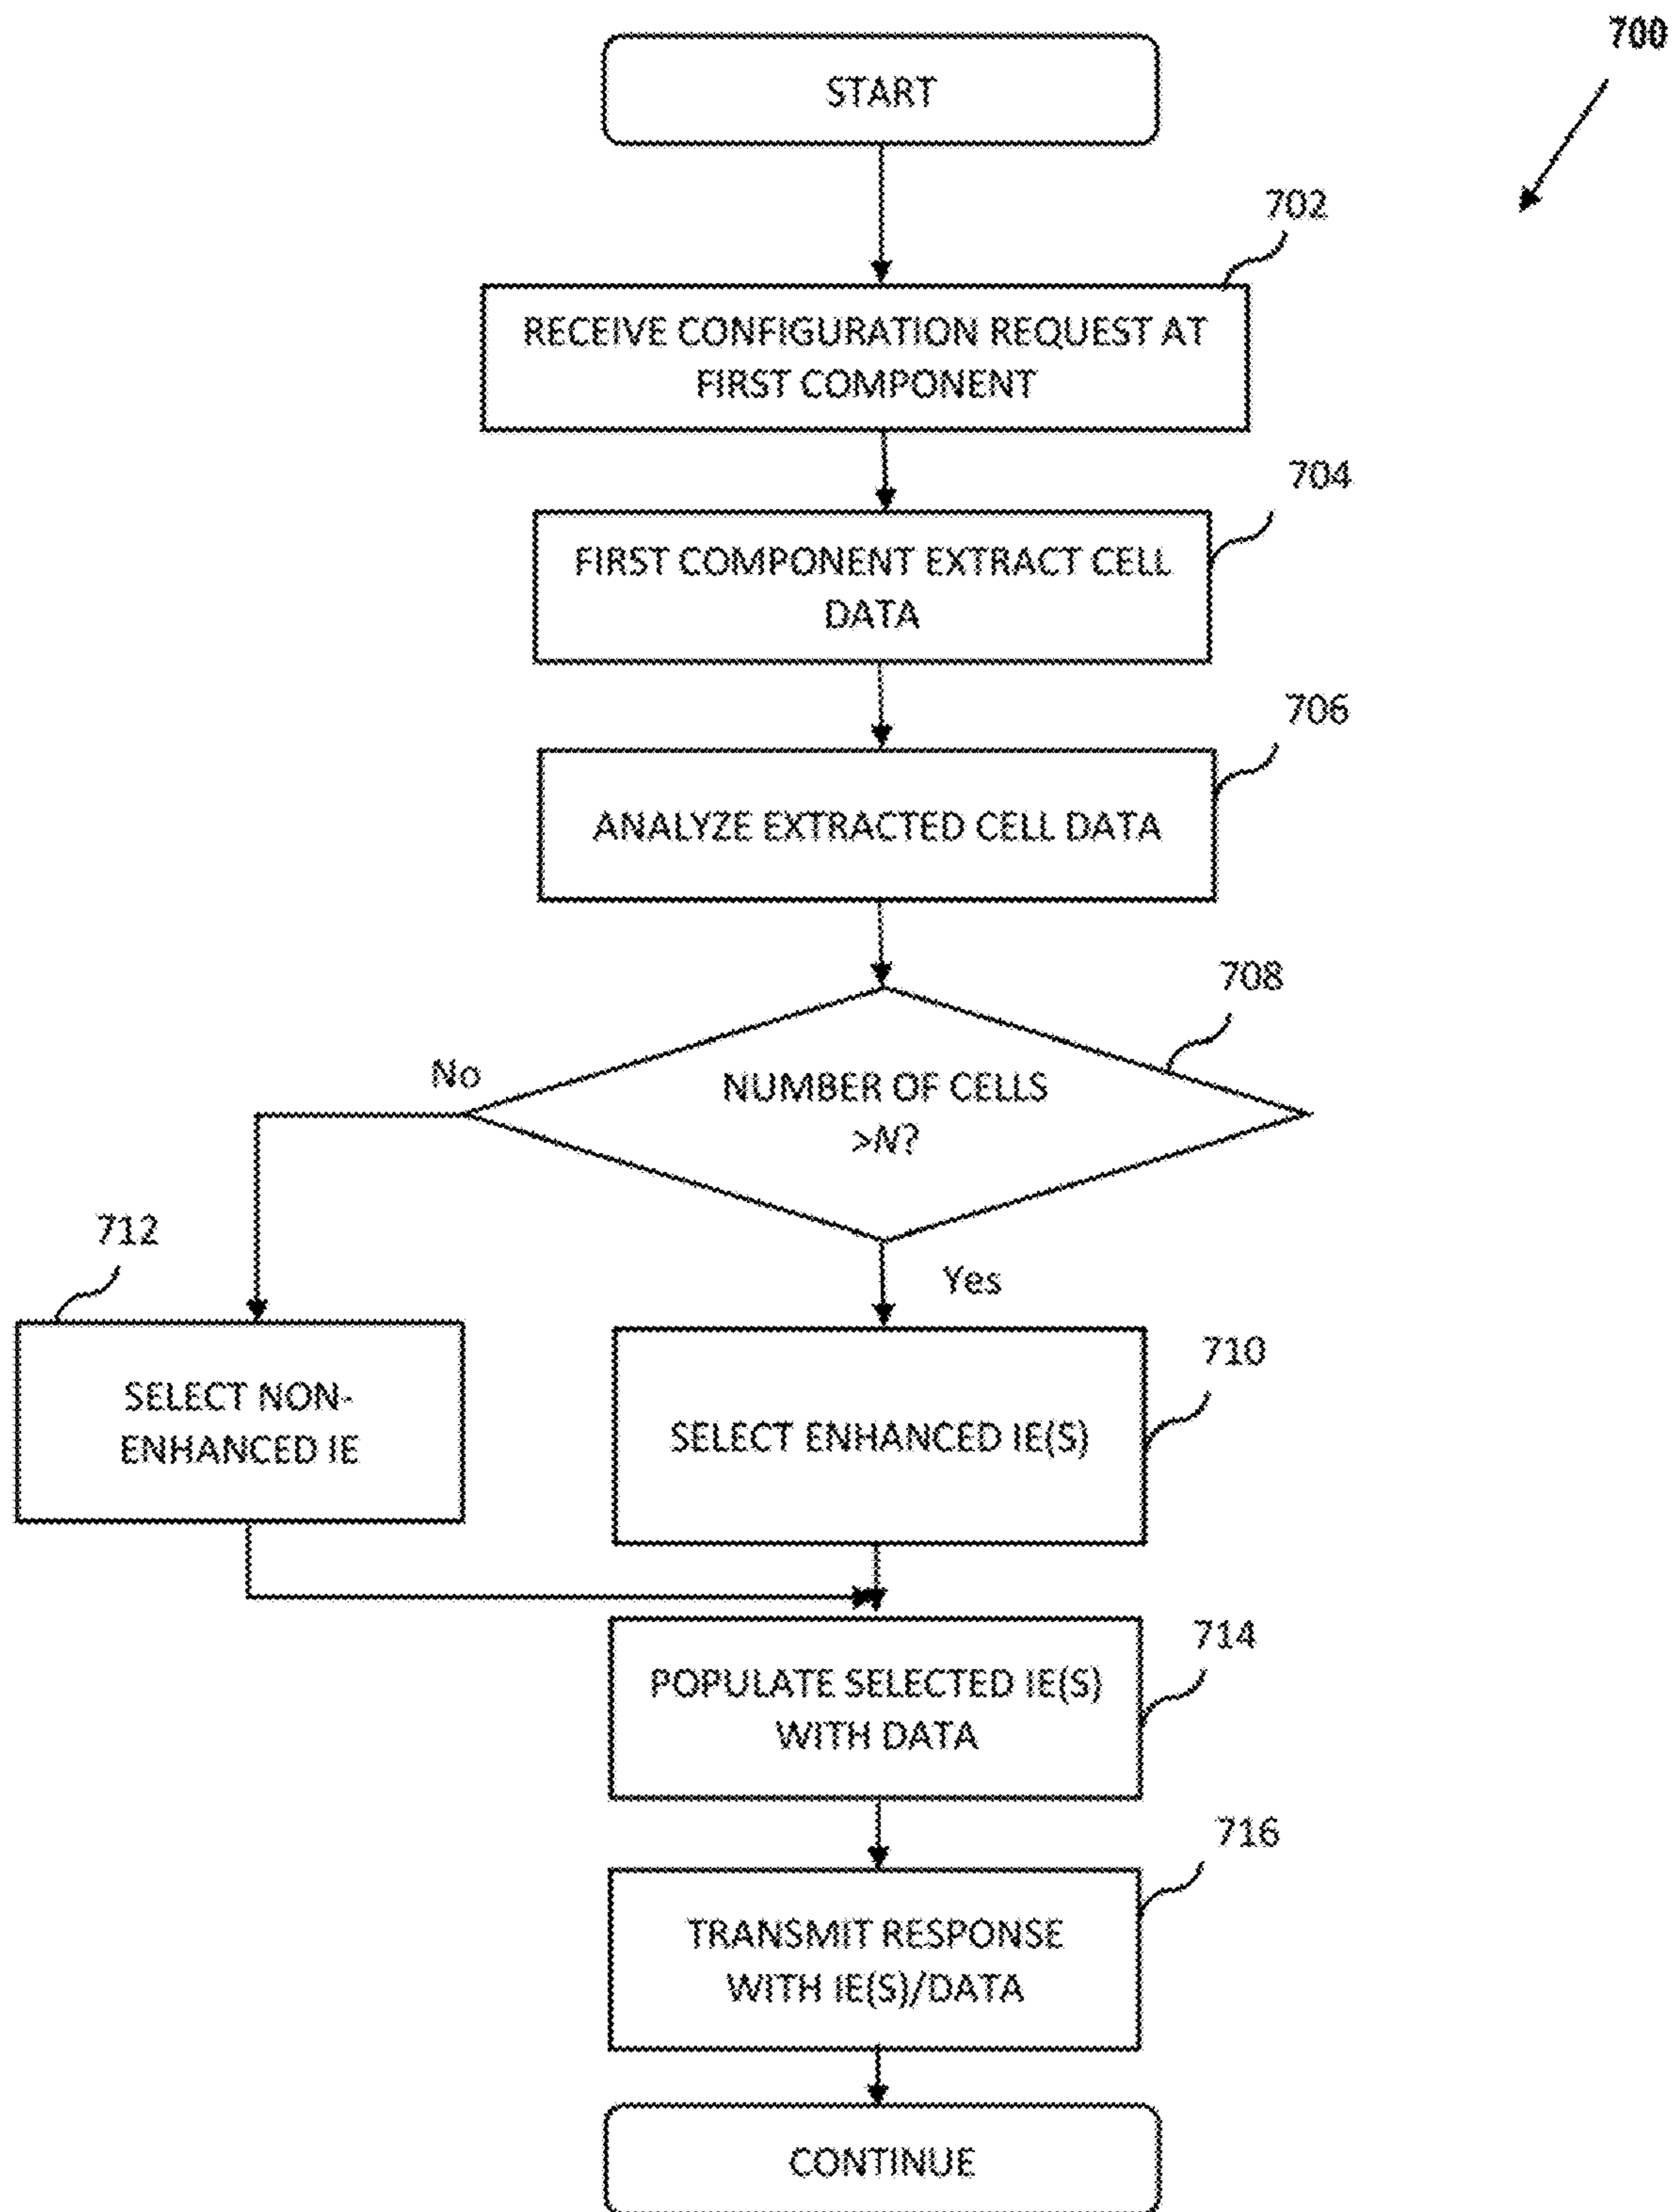 700
START
702
RECEIVE CONFIGURATION REQUEST AT
FIRST COMPONENT
704
FIRST COMPONENT EXTRACT CELL
DATA
706
ANALYZE EXTRACTED CELL DATA
708
No
NUMBER OF CELLS
>N?
Yes
712
SELECT NON-
ENHANCED IE
710
SELECT ENHANCED IE(S)
714
POPULATE SELECTED IE(S)
WITH DATA
716
TRANSMIT RESPONSE
WITH IE(S)/DATA
CONTINUE